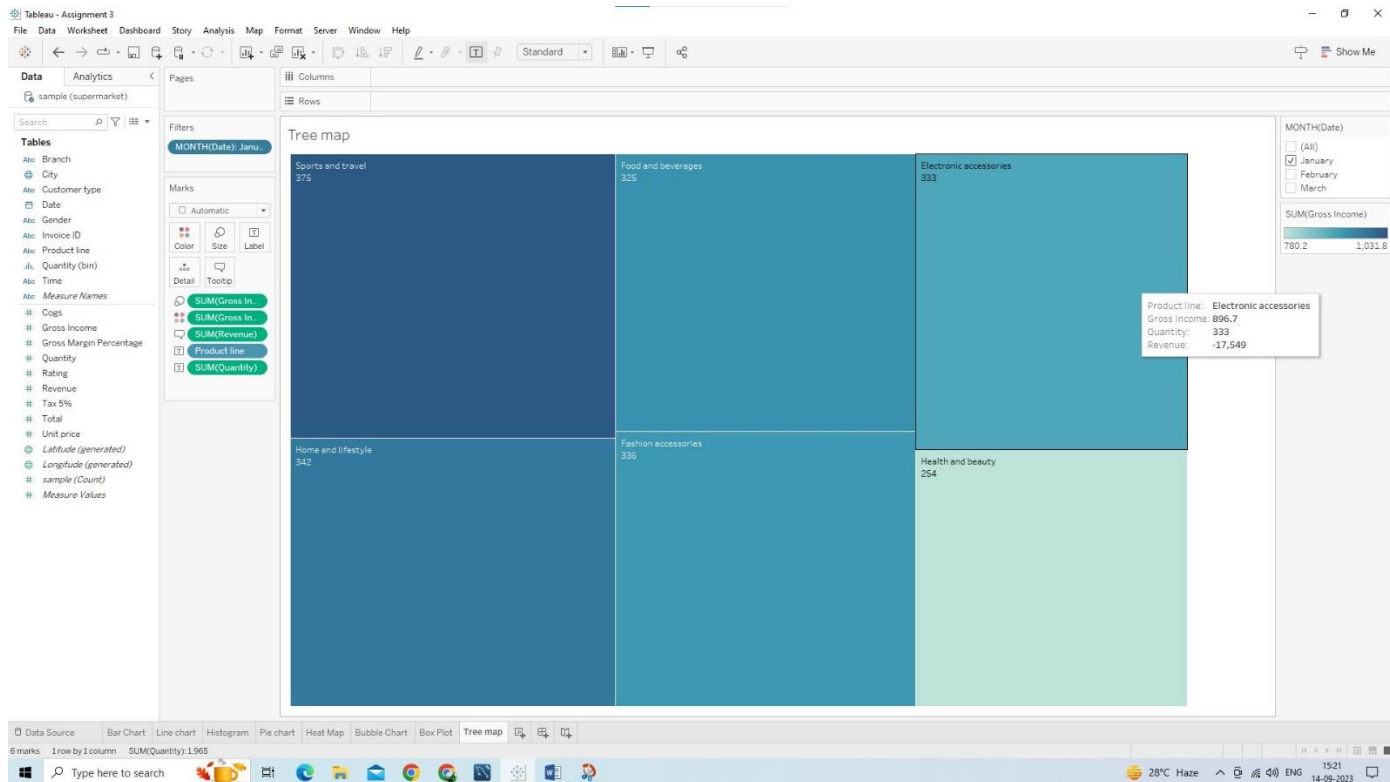 Tableau - Assignment 3
File Data Worksheet Dashboard Story Analysis Map Format Server Window Help
Standard
Show Me
Data Analytics
sample (supermarket)
Search
Tables
Abc Branch
City
Abc Customer type
Date
Abc Gender
Abc Invoice ID
Abc Product line
Quantity (bin)
Abc Time
Abc Measure Names
# Cogs
# Gross Income
# Gross Margin Percentage
# Quantity
# Rating
# Revenue
# Tax 5%
# Total
# Unit price
Latitude (generated)
Longitude (generated)
# sample (Count)
# Measure Values
Pages
Filters
MONTH(Date): Janu..
Marks
Automatic
Color Size Label
Detail Tooltip
SUM(Gross In..
SUM(Gross In..
SUM(Revenue)
Product line
SUM(Quantity)
Columns
Rows
Tree map
Sports and travel
375
Food and beverages
325
Electronic accessories
333
Home and lifestyle
342
Fashion accessories
336
Health and beauty
254
Product line: Electronic accessories
Gross Income: 896.7
Quantity: 333
Revenue: -17,549
MONTH(Date)
(All)
January
February
March
SUM(Gross Income)
780.2 1,031.8
Data Source Bar Chart Line chart Histogram Pie chart Heat Map Bubble Chart Box Plot Tree map
6 marks 1 row by 1 column SUM(Quantity): 1,965
Type here to search
28°C Haze ENG 15:21
14-09-2023